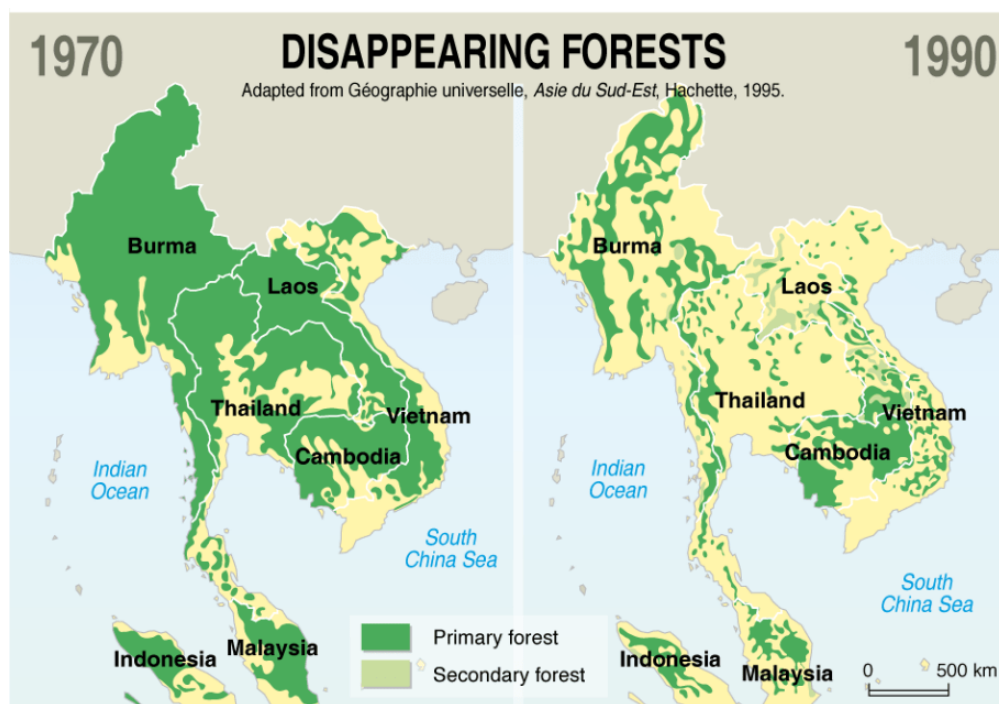 1970
DISAPPEARING FORESTS
1990
Adapted from Géographie universelle, Asie du Sud-Est, Hachette, 1995.
Burma
Laos
Thailand
Vietnam
Cambodia
Indian
Ocean
South
China Sea
Indonesia
Malaysia
Burma
Laos
Thailand
Vietnam
Cambodia
Indian
Ocean
South
China Sea
Indonesia
Malaysia
Primary forest
Secondary forest
0 500 km